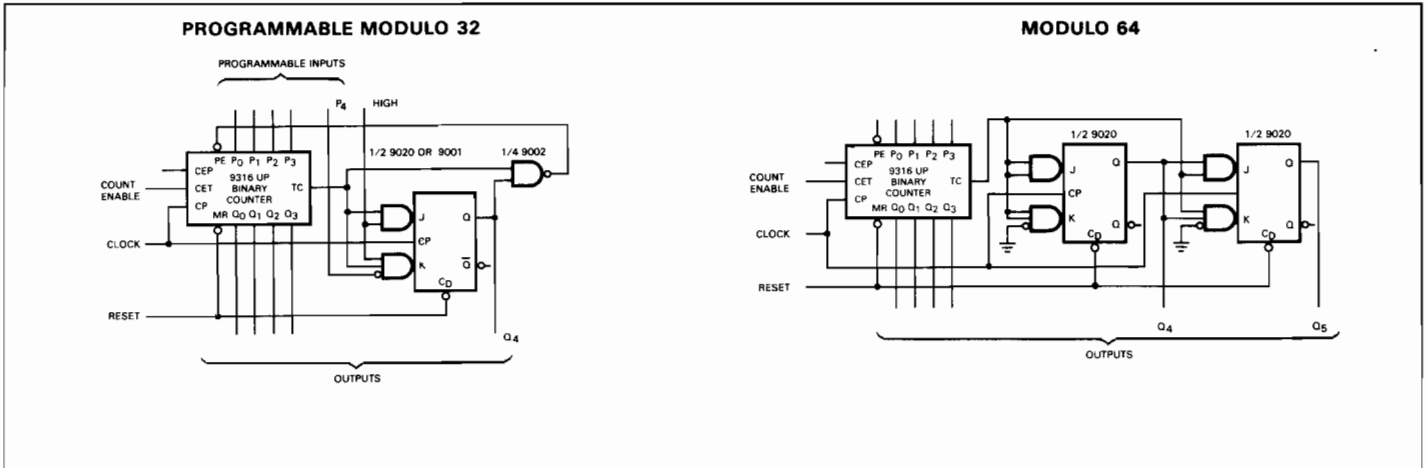 PROGRAMMABLE MODULO 32
PROGRAMMABLE INPUTS
P4 HIGH
1/2 9020 OR 9001 1/4 9002
PE P0 P1 P2 P3
CEP
9316 UP
COUNT ENABLE
CET BINARY TC
COUNTER
CP
MR Q0 Q1 Q2 Q3
J Q
CP
K Q̅
CD
CLOCK
RESET
Q4
OUTPUTS
MODULO 64
1/2 9020 1/2 9020
PE P0 P1 P2 P3
CEP
9316 UP
COUNT ENABLE
CET BINARY TC
COUNTER
CP
MR Q0 Q1 Q2 Q3
J Q
CP
K Q
CD
J Q
K Q
CD
CLOCK
RESET
Q4 Q5
OUTPUTS